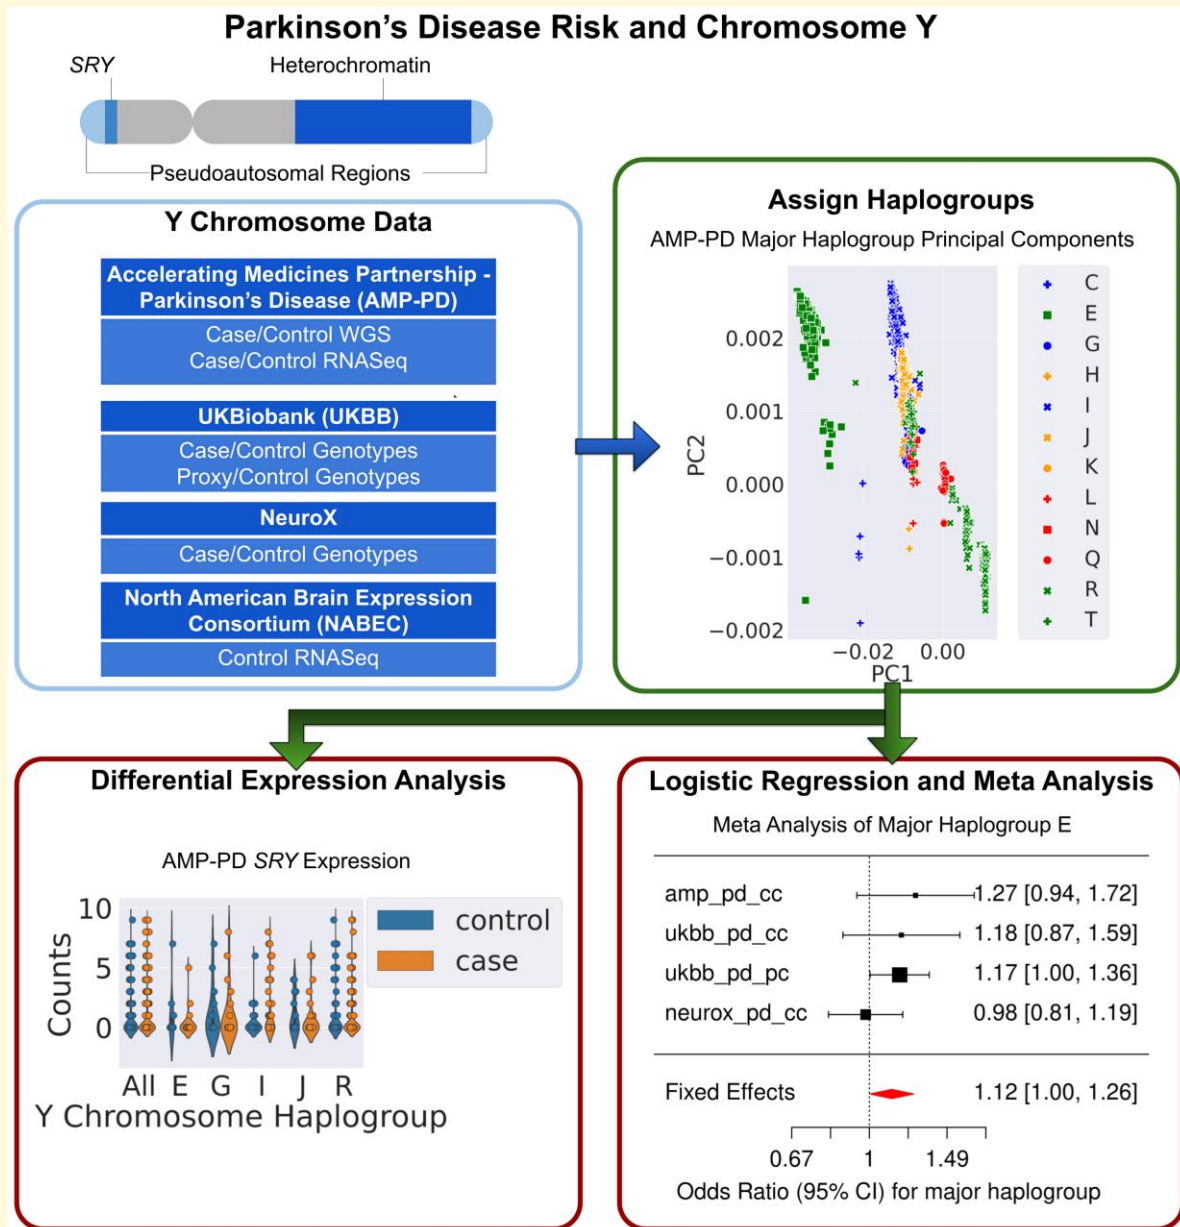 Parkinson's Disease Risk and Chromosome Y
SRY
Heterochromatin
Pseudoautosomal Regions
Y Chromosome Data
Accelerating Medicines Partnership -
Parkinson's Disease (AMP-PD)
Case/Control WGS
Case/Control RNASeq
UKBiobank (UKBB)
Case/Control Genotypes
Proxy/Control Genotypes
NeuroX
Case/Control Genotypes
North American Brain Expression
Consortium (NABEC)
Control RNASeq
Assign Haplogroups
AMP-PD Major Haplogroup Principal Components
PC2
0.002
0.001
0.000
−0.001
−0.002
−0.02 0.00
PC1
C
E
G
H
I
J
K
L
N
Q
R
T
Differential Expression Analysis
AMP-PD SRY Expression
Counts
10
5
0
All E G I J R
Y Chromosome Haplogroup
control
case
Logistic Regression and Meta Analysis
Meta Analysis of Major Haplogroup E
amp_pd_cc 1.27 [0.94, 1.72]
ukbb_pd_cc 1.18 [0.87, 1.59]
ukbb_pd_pc 1.17 [1.00, 1.36]
neurox_pd_cc 0.98 [0.81, 1.19]
Fixed Effects 1.12 [1.00, 1.26]
0.67 1 1.49
Odds Ratio (95% CI) for major haplogroup